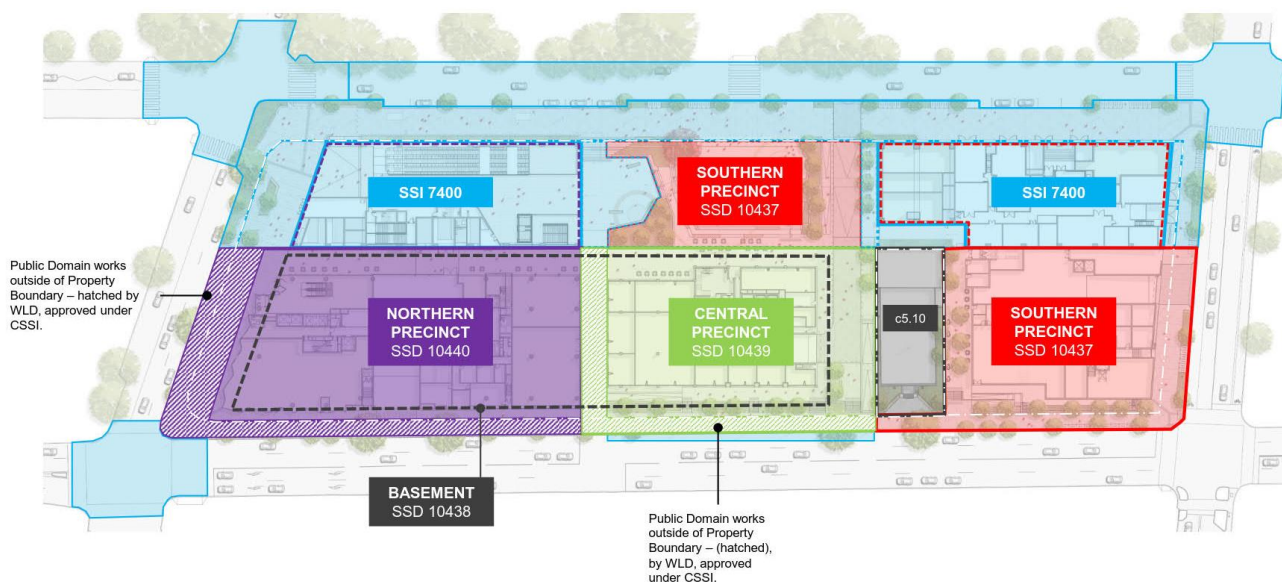 SOUTHERN
PRECINCT
SSD 10437
SSI 7400
SSI 7400
Public Domain works
outside of Property
Boundary – hatched by
WLD, approved under
CSSI.
NORTHERN
PRECINCT
SSD 10440
CENTRAL
PRECINCT
SSD 10439
c5.10
SOUTHERN
PRECINCT
SSD 10437
BASEMENT
SSD 10438
Public Domain works
outside of Property
Boundary – (hatched),
by WLD, approved
under CSSI.